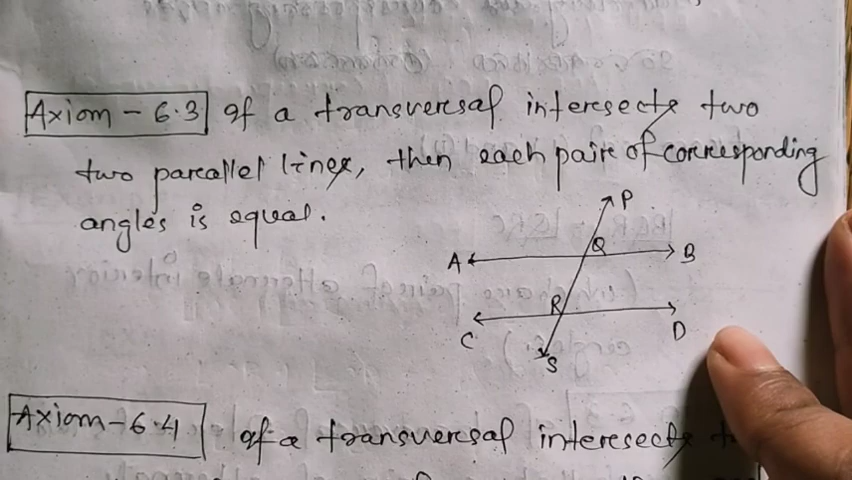 Axiom - 6.3 If a transversal intersects two
two parallel lines, then each pair of corresponding
angles is equal.
P
A Q B
R
C D
S
Axiom - 6.4 If a transversal intersects